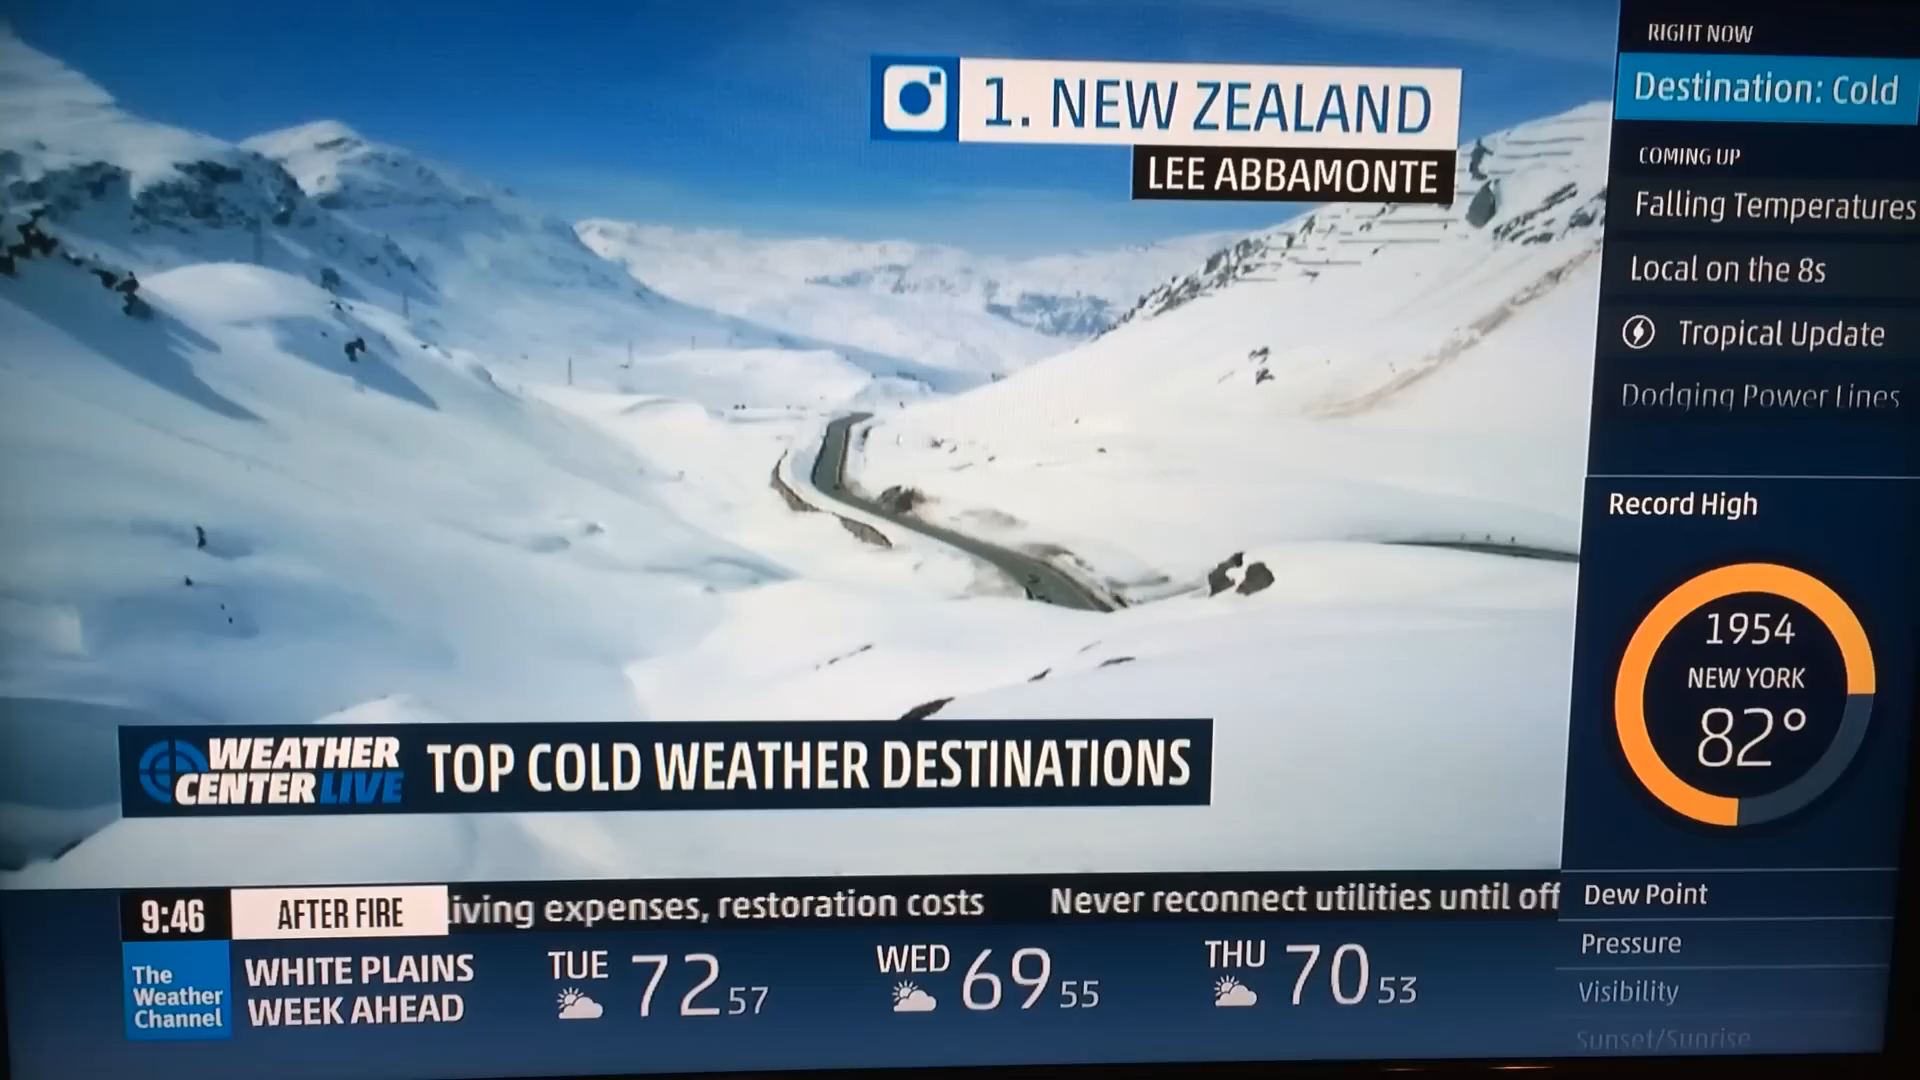 1. NEW ZEALAND
LEE ABBAMONTE
RIGHT NOW
Destination: Cold
COMING UP
Falling Temperatures
Local on the 8s
Tropical Update
Dodging Power Lines
Record High
1954
NEW YORK
82°
WEATHER
CENTER LIVE
TOP COLD WEATHER DESTINATIONS
9:46
AFTER FIRE
living expenses, restoration costs Never reconnect utilities until off
The
Weather
Channel
WHITE PLAINS
WEEK AHEAD
TUE 72 57
WED 69 55
THU 70 53
Dew Point
Pressure
Visibility
Sunset/Sunrise